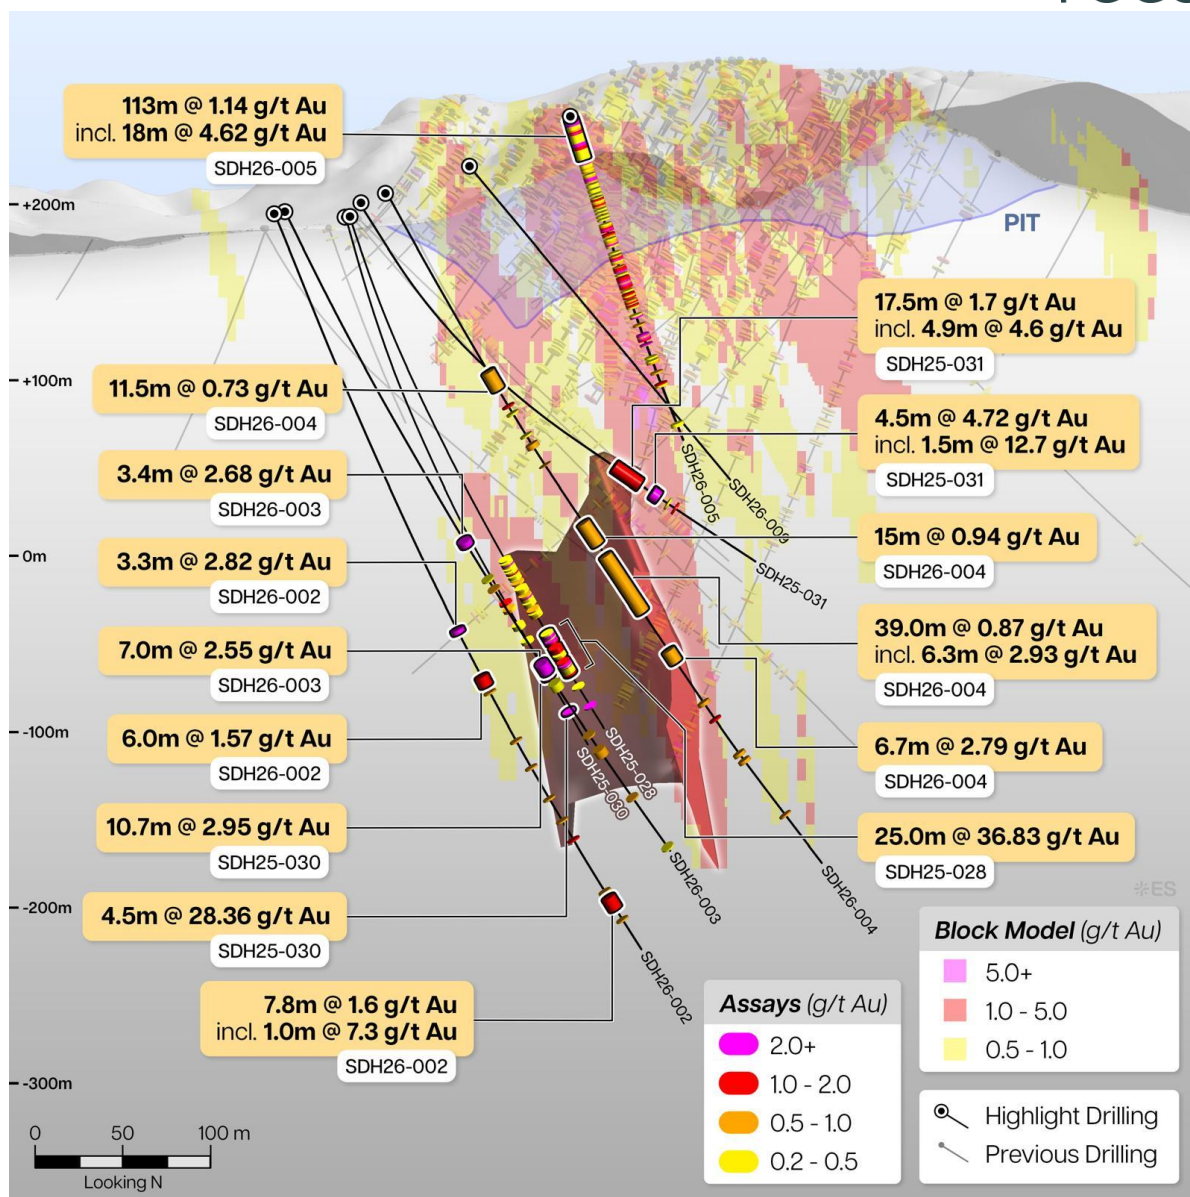 113m @ 1.14 g/t Au
incl. 18m @ 4.62 g/t Au
SDH26-005
+200m
PIT
17.5m @ 1.7 g/t Au
incl. 4.9m @ 4.6 g/t Au
SDH25-031
+100m
11.5m @ 0.73 g/t Au
SDH26-004
4.5m @ 4.72 g/t Au
incl. 1.5m @ 12.7 g/t Au
SDH25-031
3.4m @ 2.68 g/t Au
SDH26-003
SDH26-005
SDH26-009
SDH25-031
15m @ 0.94 g/t Au
SDH26-004
0m
3.3m @ 2.82 g/t Au
SDH26-002
39.0m @ 0.87 g/t Au
incl. 6.3m @ 2.93 g/t Au
SDH26-004
7.0m @ 2.55 g/t Au
SDH26-003
-100m
6.0m @ 1.57 g/t Au
SDH26-002
6.7m @ 2.79 g/t Au
SDH26-004
SDH25-028
SDH25-030
10.7m @ 2.95 g/t Au
SDH25-030
25.0m @ 36.83 g/t Au
SDH25-028
SDH26-003
SDH26-004
ES
-200m
4.5m @ 28.36 g/t Au
SDH25-030
SDH26-002
7.8m @ 1.6 g/t Au
incl. 1.0m @ 7.3 g/t Au
SDH26-002
Block Model (g/t Au)
5.0+
1.0 - 5.0
0.5 - 1.0
Assays (g/t Au)
2.0+
1.0 - 2.0
0.5 - 1.0
0.2 - 0.5
-300m
Highlight Drilling
Previous Drilling
0 50 100 m
Looking N